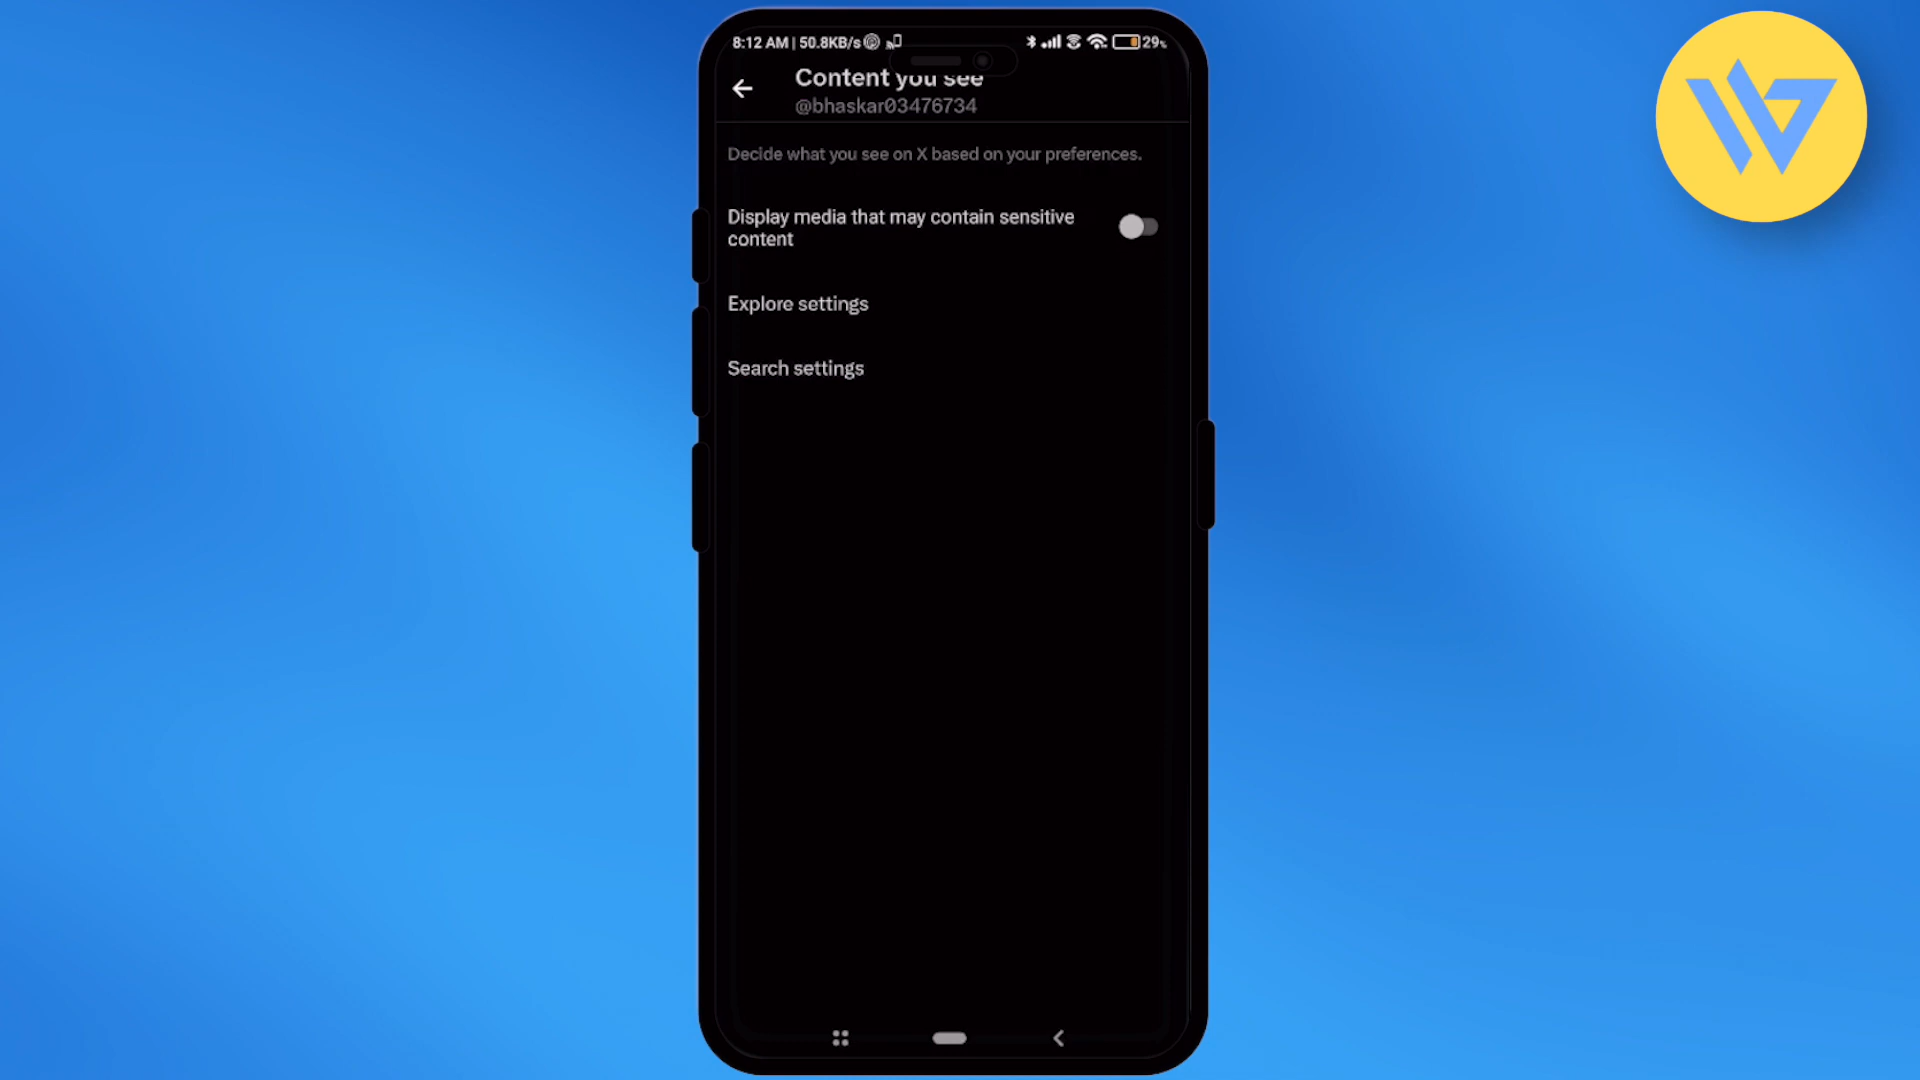 8:12 AM | 50.8KB/s 29%
Content you see
@bhaskar03476734
Decide what you see on X based on your preferences.
Display media that may contain sensitive
content
Explore settings
Search settings